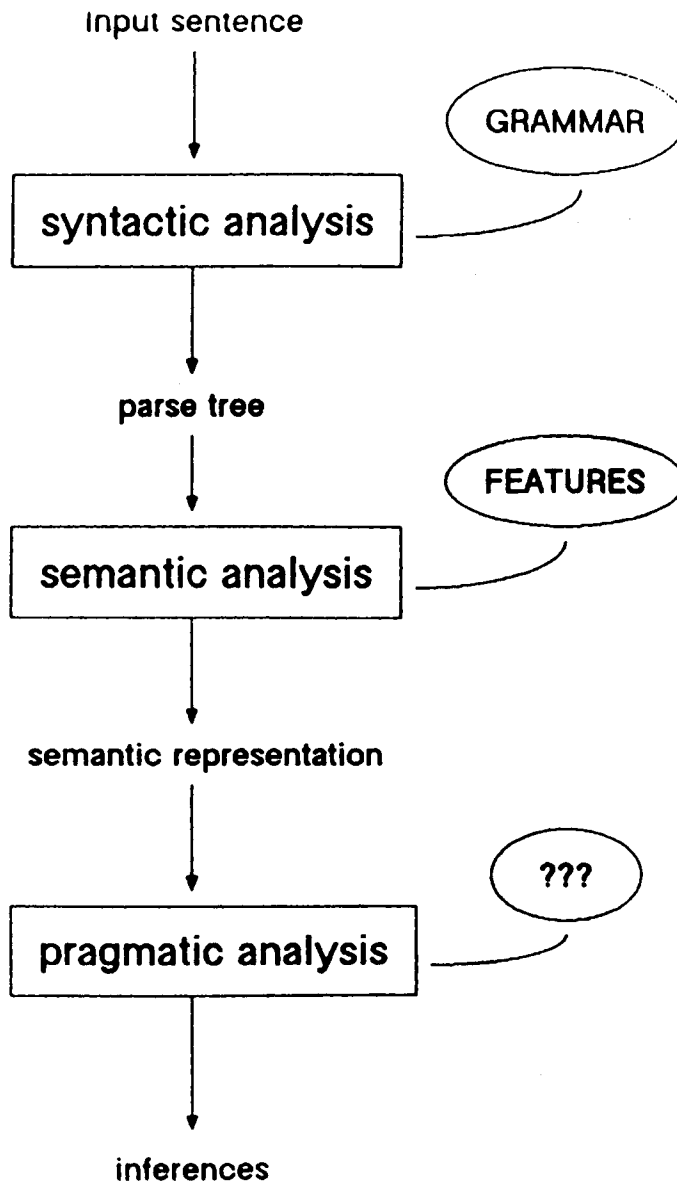 input sentence
GRAMMAR
syntactic analysis
parse tree
FEATURES
semantic analysis
semantic representation
???
pragmatic analysis
inferences